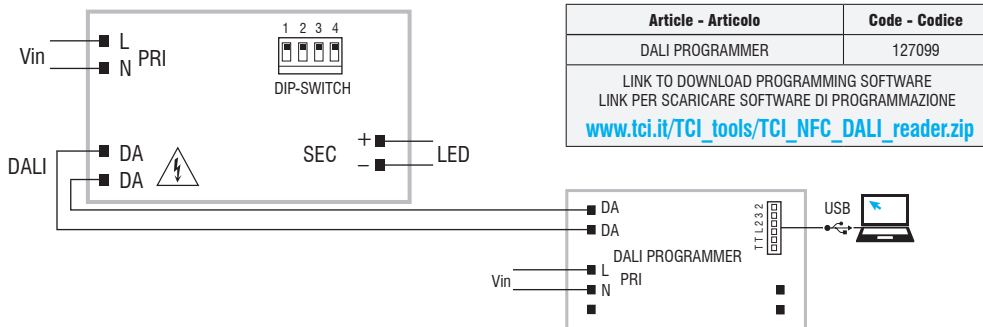 1 2 3 4
DIP-SWITCH
Vin
L
N
PRI
DALI
DA
DA
SEC
+
−
LED
Article - Articolo Code - Codice
DALI PROGRAMMER 127099
LINK TO DOWNLOAD PROGRAMMING SOFTWARE
LINK PER SCARICARE SOFTWARE DI PROGRAMMAZIONE
www.tci.it/TCI_tools/TCI_NFC_DALI_reader.zip
DA
DA
TTL232
USB
DALI PROGRAMMER
Vin
L
N
PRI